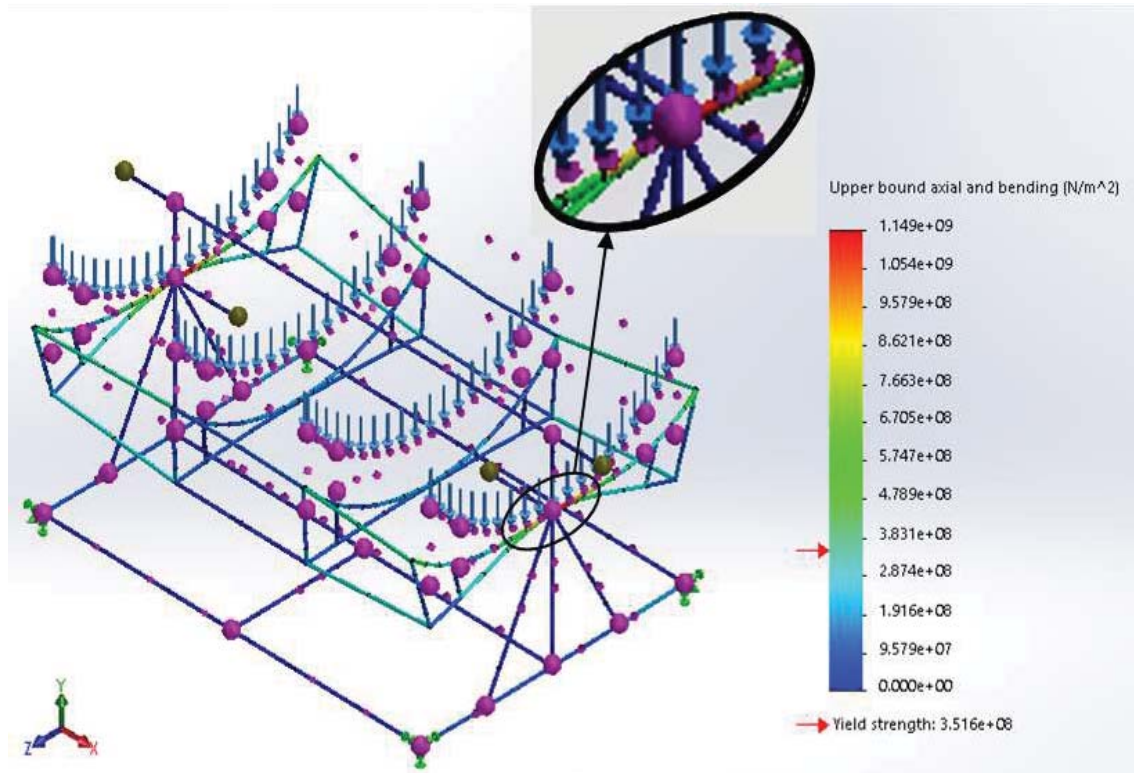 Upper bound axial and bending (N/m^2)
1.149e+09
1.054e+09
9.579e+08
8.621e+08
7.663e+08
6.705e+08
5.747e+08
4.789e+08
3.831e+08
2.874e+08
1.916e+08
9.579e+07
0.000e+00
Yield strength: 3.516e+08
Y
Z
X